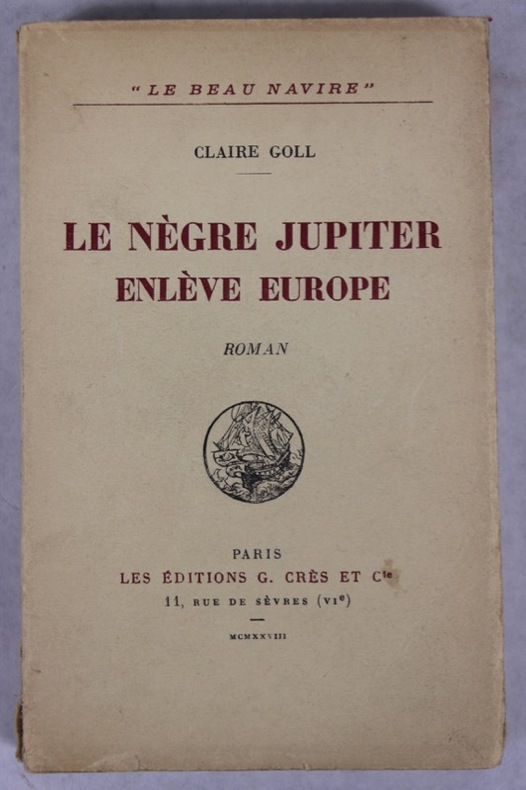 “ LE BEAU NAVIRE ”
CLAIRE GOLL
LE NÈGRE JUPITER
ENLÈVE EUROPE
ROMAN
PARIS
LES ÉDITIONS G. CRÈS ET Cie
11, RUE DE SÈVRES (VIe)
MCMXXVIII